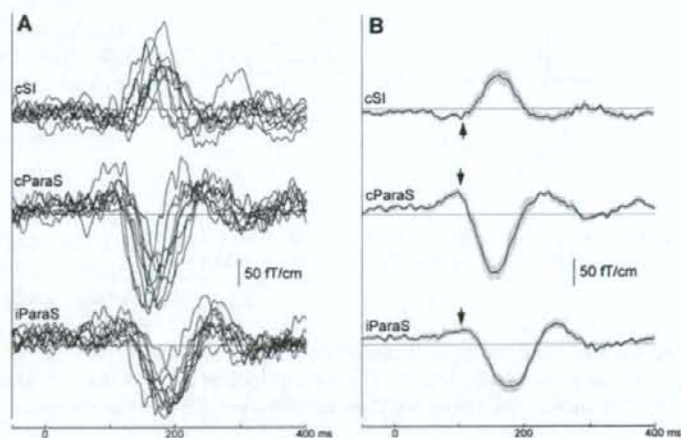 A
cSI
cParaS
50 fT/cm
iParaS
0 200 400 ms
B
cSI
cParaS
50 fT/cm
iParaS
0 200 400 ms